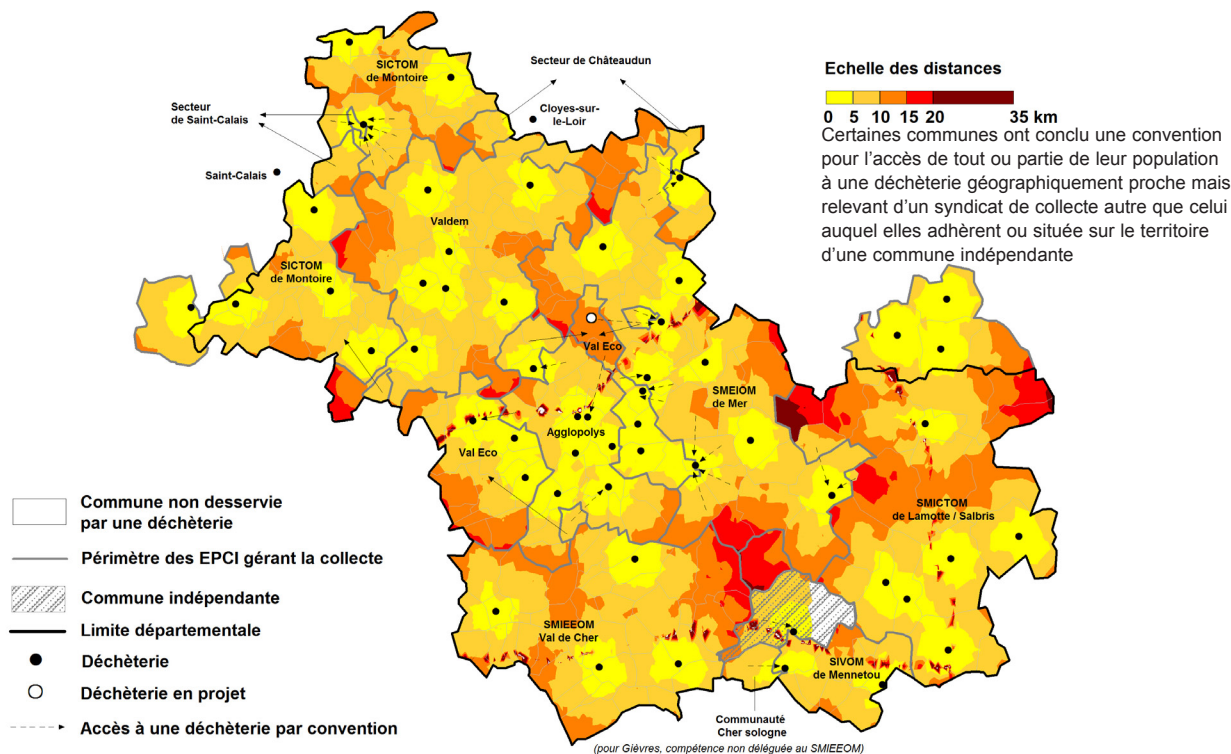 SICTOM
de Montoire
Secteur de Châteaudun
Secteur
de Saint-Calais
Cloyes-sur-
le-Loir
Saint-Calais
Valdem
SICTOM
de Montoire
Val Eco
SMEIOM
de Mer
Agglopolys
Val Eco
SMICTOM
de Lamotte / Salbris
SMIEEOM
Val de Cher
SIVOM
de Mennetou
Communauté
Cher sologne
(pour Gièvres, compétence non déléguée au SMIEEOM)
Echelle des distances
0 5 10 15 20 35 km
Certaines communes ont conclu une convention
pour l'accès de tout ou partie de leur population
à une déchèterie géographiquement proche mais
relevant d'un syndicat de collecte autre que celui
auquel elles adhèrent ou située sur le territoire
d'une commune indépendante
Commune non desservie
par une déchèterie
Périmètre des EPCI gérant la collecte
Commune indépendante
Limite départementale
Déchèterie
Déchèterie en projet
Accès à une déchèterie par convention